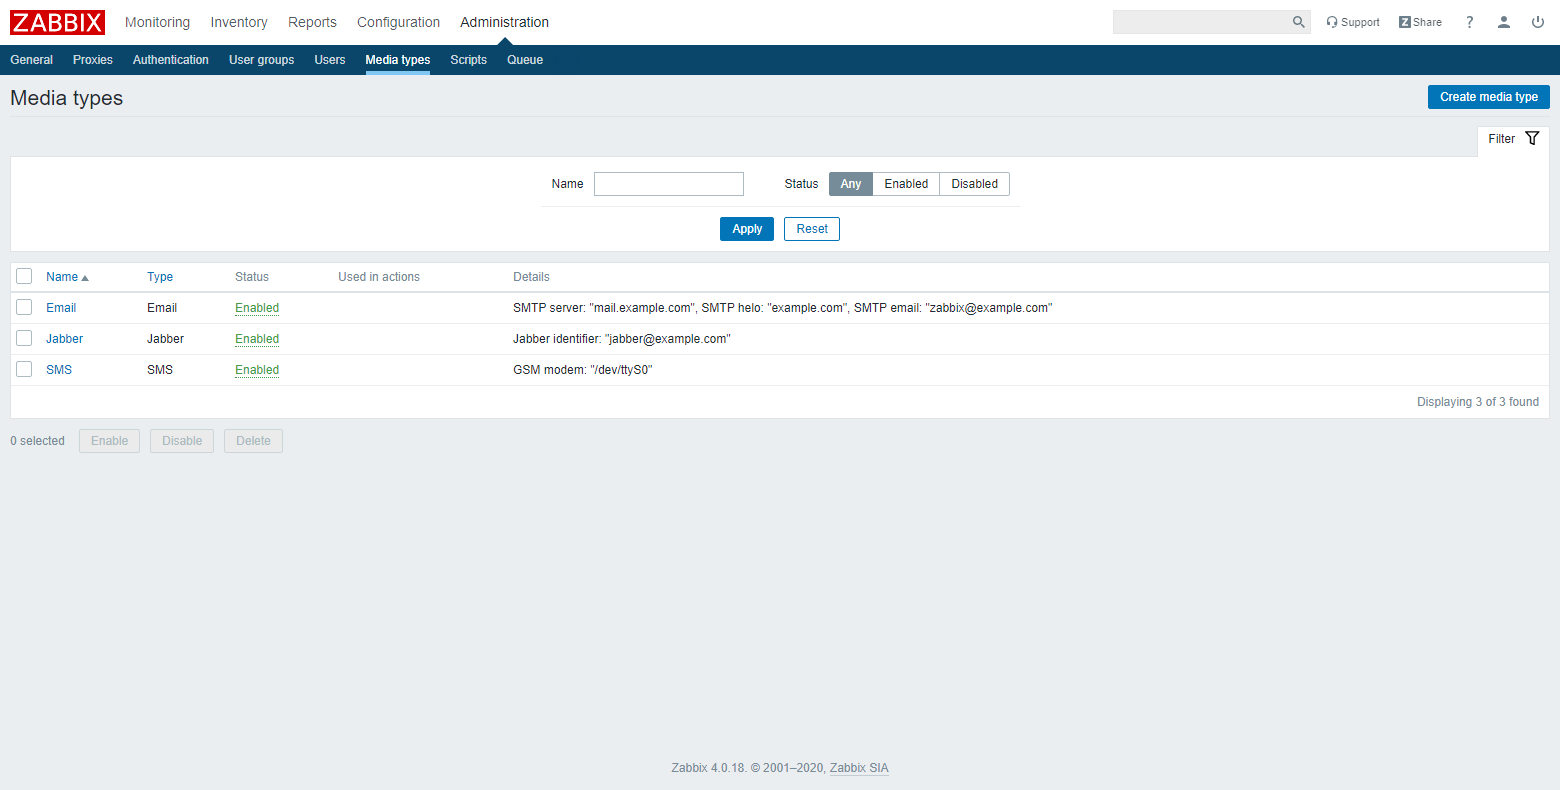 ZABBIX Monitoring Inventory Reports Configuration Administration Support Z Share ?
General Proxies Authentication User groups Users Media types Scripts Queue
Media types Create media type
Filter
Name Status Any Enabled Disabled
Apply Reset
Name Type Status Used in actions Details
Email Email Enabled SMTP server: "mail.example.com", SMTP helo: "example.com", SMTP email: "zabbix@example.com"
Jabber Jabber Enabled Jabber identifier: "jabber@example.com"
SMS SMS Enabled GSM modem: "/dev/ttyS0"
Displaying 3 of 3 found
0 selected Enable Disable Delete
Zabbix 4.0.18. © 2001–2020, Zabbix SIA